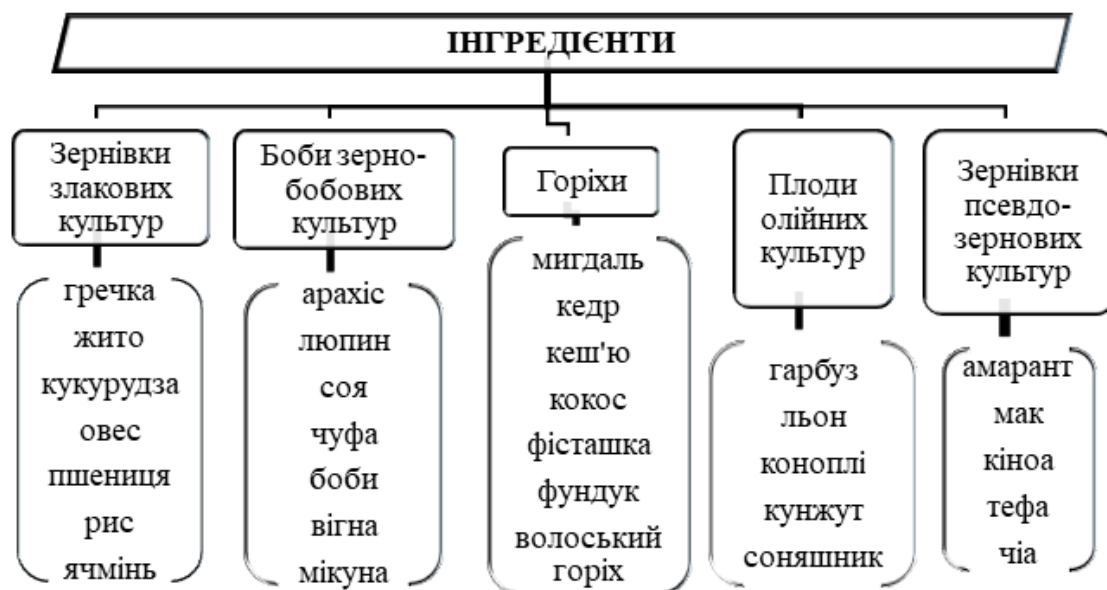 ІНГРЕДІЄНТИ
Зернівки
злакових
культур
гречка
жито
кукурудза
овес
пшениця
рис
ячмінь
Боби зерно-
бобових
культур
арахіс
люпин
соя
чуфа
боби
вігна
мікуна
Горіхи
мигдаль
кедр
кеш'ю
кокос
фісташка
фундук
волоський
горіх
Плоди
олійних
культур
гарбуз
льон
коноплі
кунжут
соняшник
Зернівки
псевдо-
зернових
культур
амарант
мак
кіноа
тефа
чіа